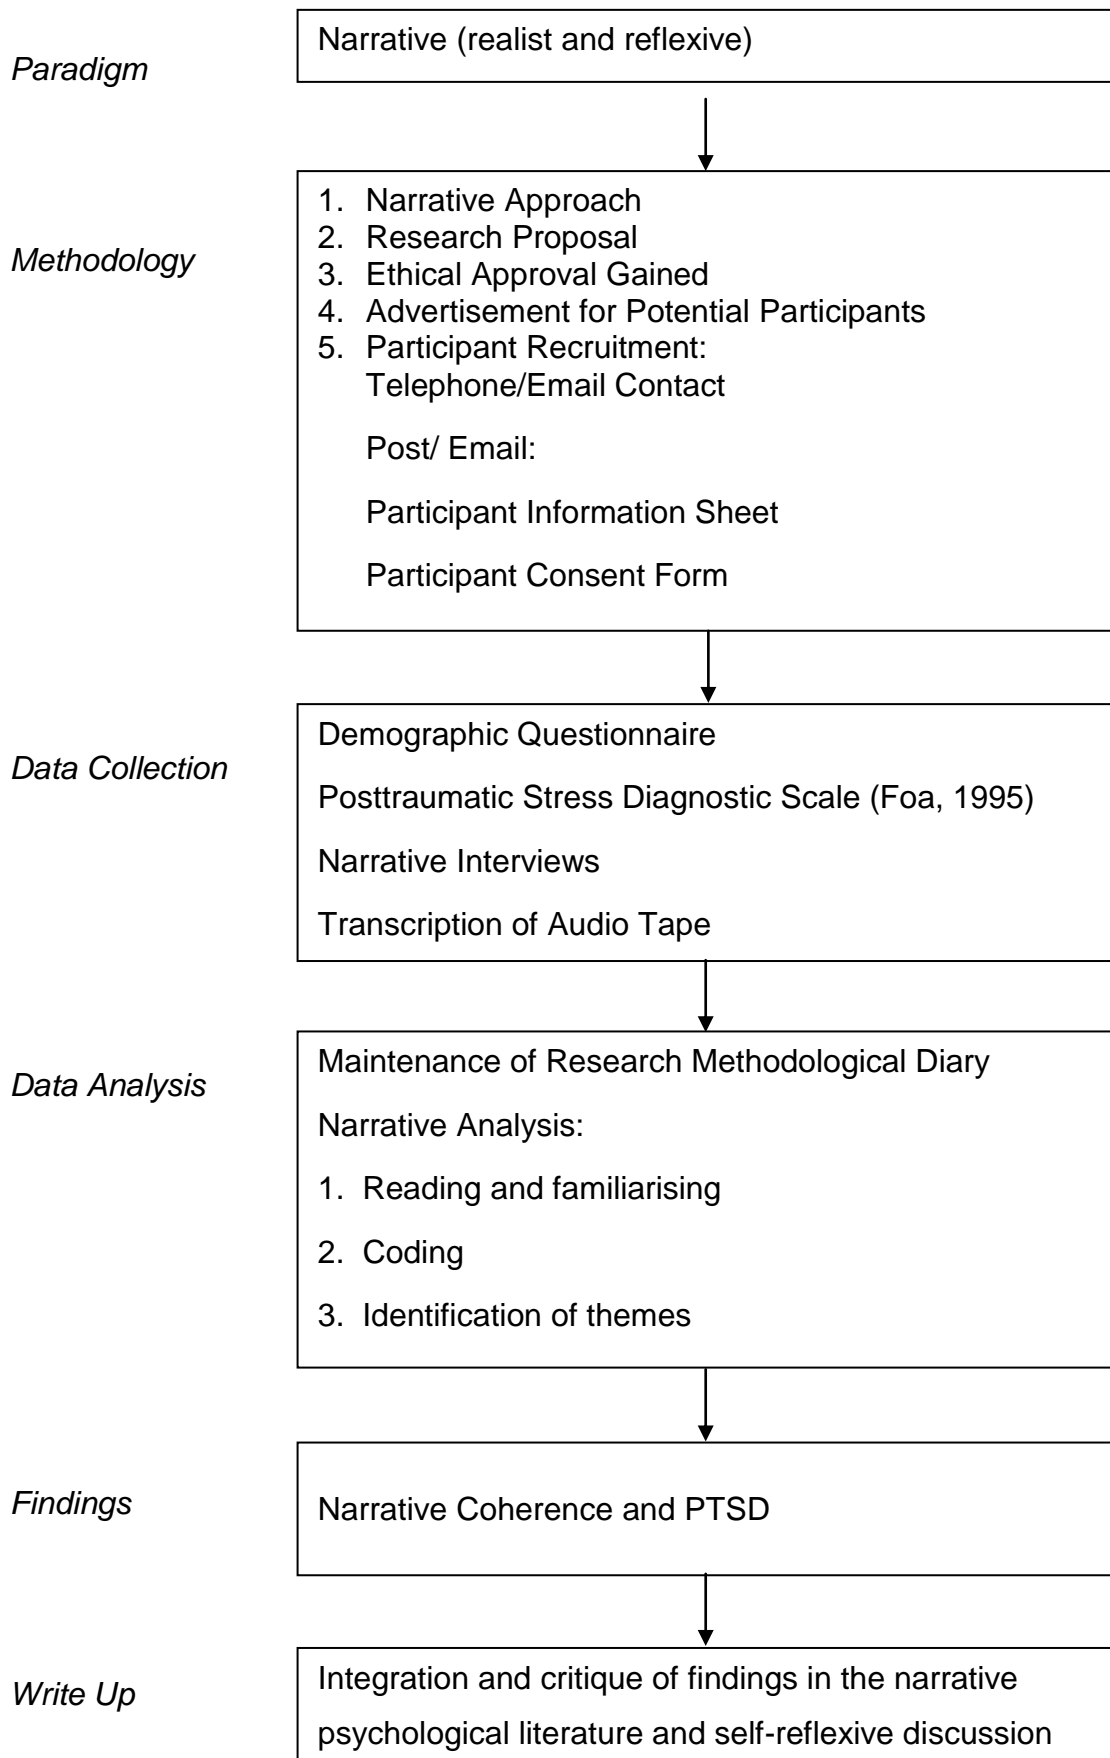 Paradigm
Narrative (realist and reflexive)
Methodology
1. Narrative Approach
2. Research Proposal
3. Ethical Approval Gained
4. Advertisement for Potential Participants
5. Participant Recruitment:
Telephone/Email Contact
Post/ Email:
Participant Information Sheet
Participant Consent Form
Data Collection
Demographic Questionnaire
Posttraumatic Stress Diagnostic Scale (Foa, 1995)
Narrative Interviews
Transcription of Audio Tape
Data Analysis
Maintenance of Research Methodological Diary
Narrative Analysis:
1. Reading and familiarising
2. Coding
3. Identification of themes
Findings
Narrative Coherence and PTSD
Write Up
Integration and critique of findings in the narrative
psychological literature and self-reflexive discussion